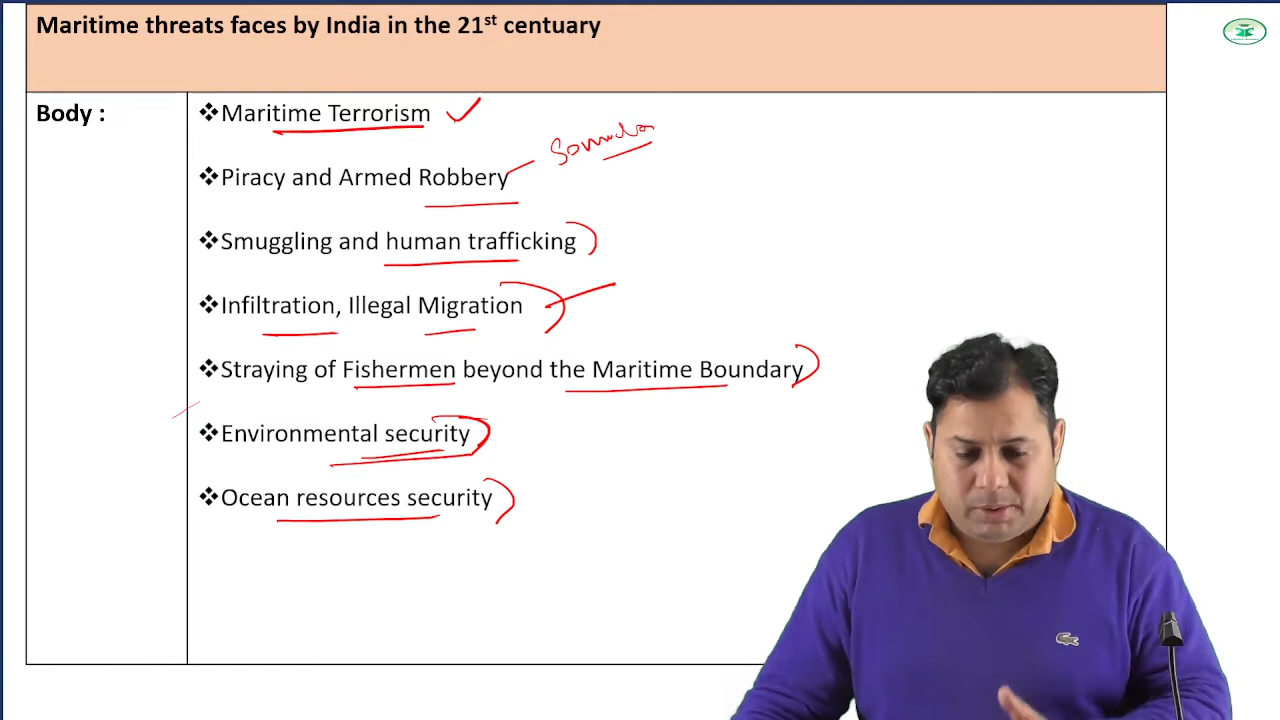 Maritime threats faces by India in the 21st centuary
Body :
❖Maritime Terrorism
❖Piracy and Armed Robbery
❖Smuggling and human trafficking
❖Infiltration, Illegal Migration
❖Straying of Fishermen beyond the Maritime Boundary
❖Environmental security
❖Ocean resources security